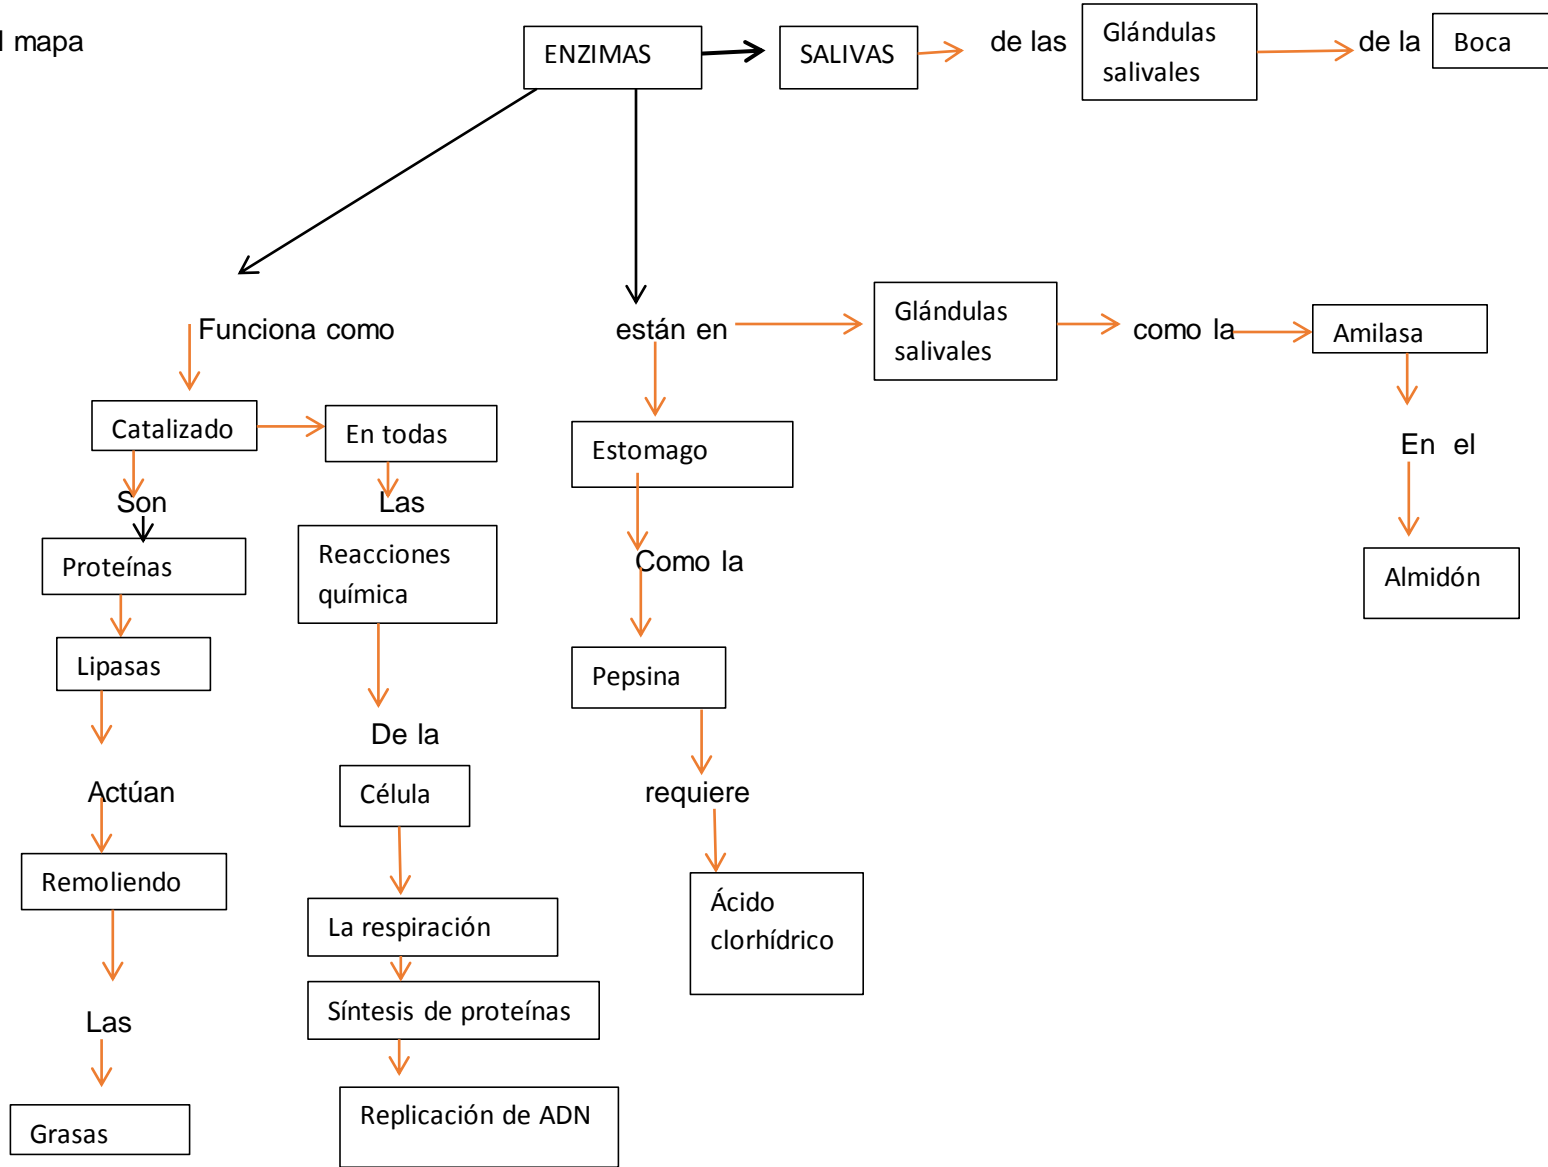 l mapa
ENZIMAS
SALIVAS
de las
Glándulas
salivales
de la
Boca
Funciona como
están en
Glándulas
salivales
como la
Amilasa
Catalizado
En todas
Estomago
En el
Son
Las
Proteínas
Reacciones
química
Como la
Almidón
Lipasas
Pepsina
De la
Actúan
Célula
requiere
Remoliendo
Ácido
clorhídrico
La respiración
Síntesis de proteínas
Las
Replicación de ADN
Grasas